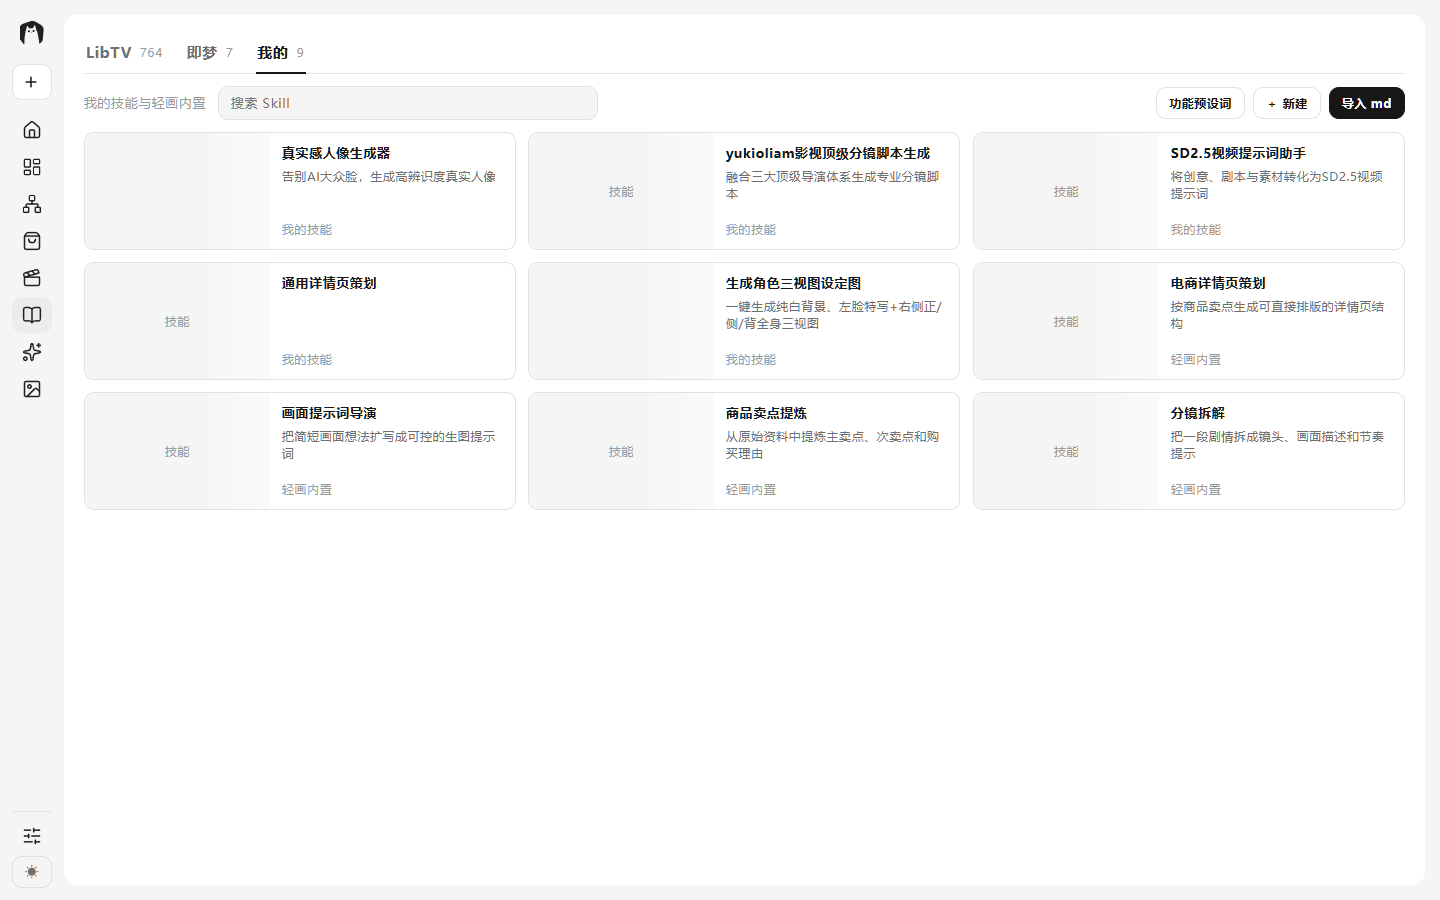 LibTV 764 即梦 7 我的 9
我的技能与轻画内置 搜索 Skill 功能预设词 + 新建 导入 md
真实感人像生成器
告别AI大众脸，生成高辨识度真实人像
我的技能
技能
yukioliam影视顶级分镜脚本生成
融合三大顶级导演体系生成专业分镜脚
本
我的技能
技能
SD2.5视频提示词助手
将创意、剧本与素材转化为SD2.5视频
提示词
我的技能
技能
通用详情页策划
我的技能
生成角色三视图设定图
一键生成纯白背景、左脸特写+右侧正/
侧/背全身三视图
我的技能
技能
电商详情页策划
按商品卖点生成可直接排版的详情页结
构
轻画内置
技能
画面提示词导演
把简短画面想法扩写成可控的生图提示
词
轻画内置
技能
商品卖点提炼
从原始资料中提炼主卖点、次卖点和购
买理由
轻画内置
技能
分镜拆解
把一段剧情拆成镜头、画面描述和节奏
提示
轻画内置